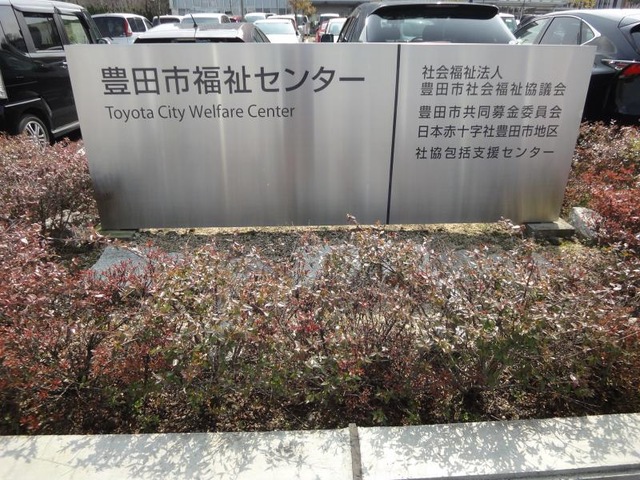 豊田市福祉センター
Toyota City Welfare Center
社会福祉法人
豊田市社会福祉協議会
豊田市共同募金委員会
日本赤十字社豊田市地区
社協包括支援センター